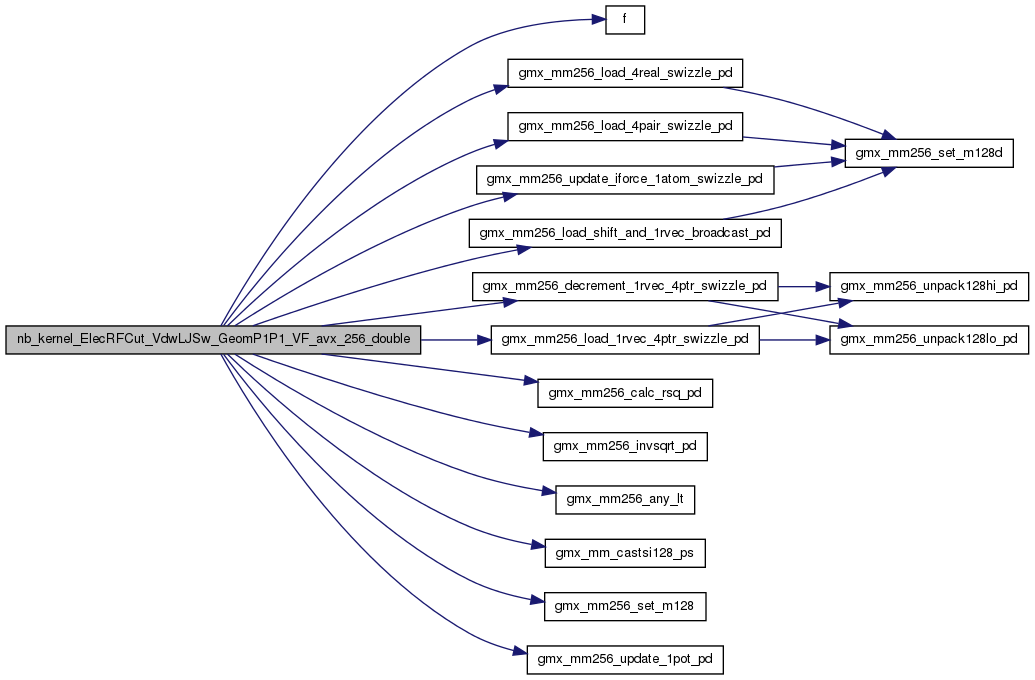 f
gmx_mm256_load_4real_swizzle_pd
gmx_mm256_load_4pair_swizzle_pd
gmx_mm256_set_m128d
gmx_mm256_update_iforce_1atom_swizzle_pd
gmx_mm256_load_shift_and_1rvec_broadcast_pd
gmx_mm256_decrement_1rvec_4ptr_swizzle_pd
gmx_mm256_unpack128hi_pd
nb_kernel_ElecRFCut_VdwLJSw_GeomP1P1_VF_avx_256_double
gmx_mm256_load_1rvec_4ptr_swizzle_pd
gmx_mm256_unpack128lo_pd
gmx_mm256_calc_rsq_pd
gmx_mm256_invsqrt_pd
gmx_mm256_any_lt
gmx_mm_castsi128_ps
gmx_mm256_set_m128
gmx_mm256_update_1pot_pd